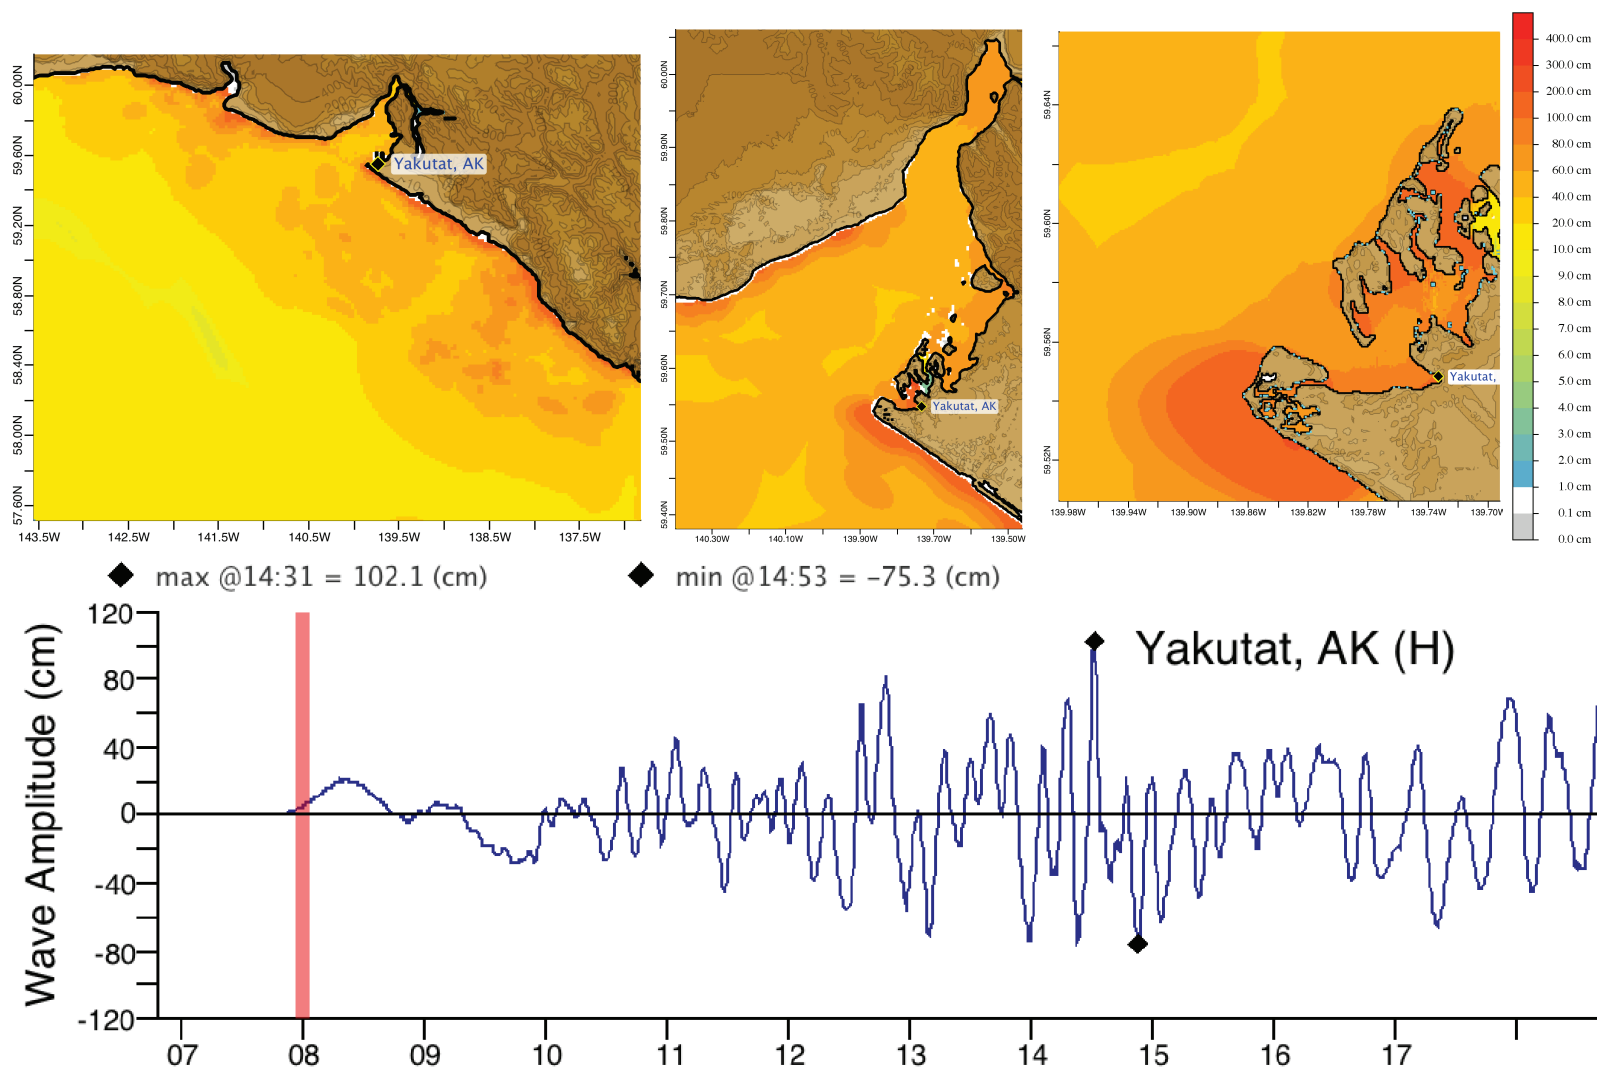 60.00N
59.60N
59.20N
58.80N
58.40N
58.00N
57.60N
143.5W 142.5W 141.5W 140.5W 139.5W 138.5W 137.5W
Yakutat, AK
60.00N
59.90N
59.80N
59.70N
59.60N
59.50N
59.40N
140.30W 140.10W 139.90W 139.70W 139.50W
Yakutat, AK
59.64N
59.60N
59.56N
59.52N
139.98W 139.94W 139.90W 139.86W 139.82W 139.78W 139.74W 139.70W
Yakutat,
400.0 cm
300.0 cm
200.0 cm
100.0 cm
80.0 cm
60.0 cm
40.0 cm
20.0 cm
10.0 cm
9.0 cm
8.0 cm
7.0 cm
6.0 cm
5.0 cm
4.0 cm
3.0 cm
2.0 cm
1.0 cm
0.1 cm
0.0 cm
max @14:31 = 102.1 (cm)
min @14:53 = -75.3 (cm)
Wave Amplitude (cm)
120
80
40
0
-40
-80
-120
Yakutat, AK (H)
07 08 09 10 11 12 13 14 15 16 17